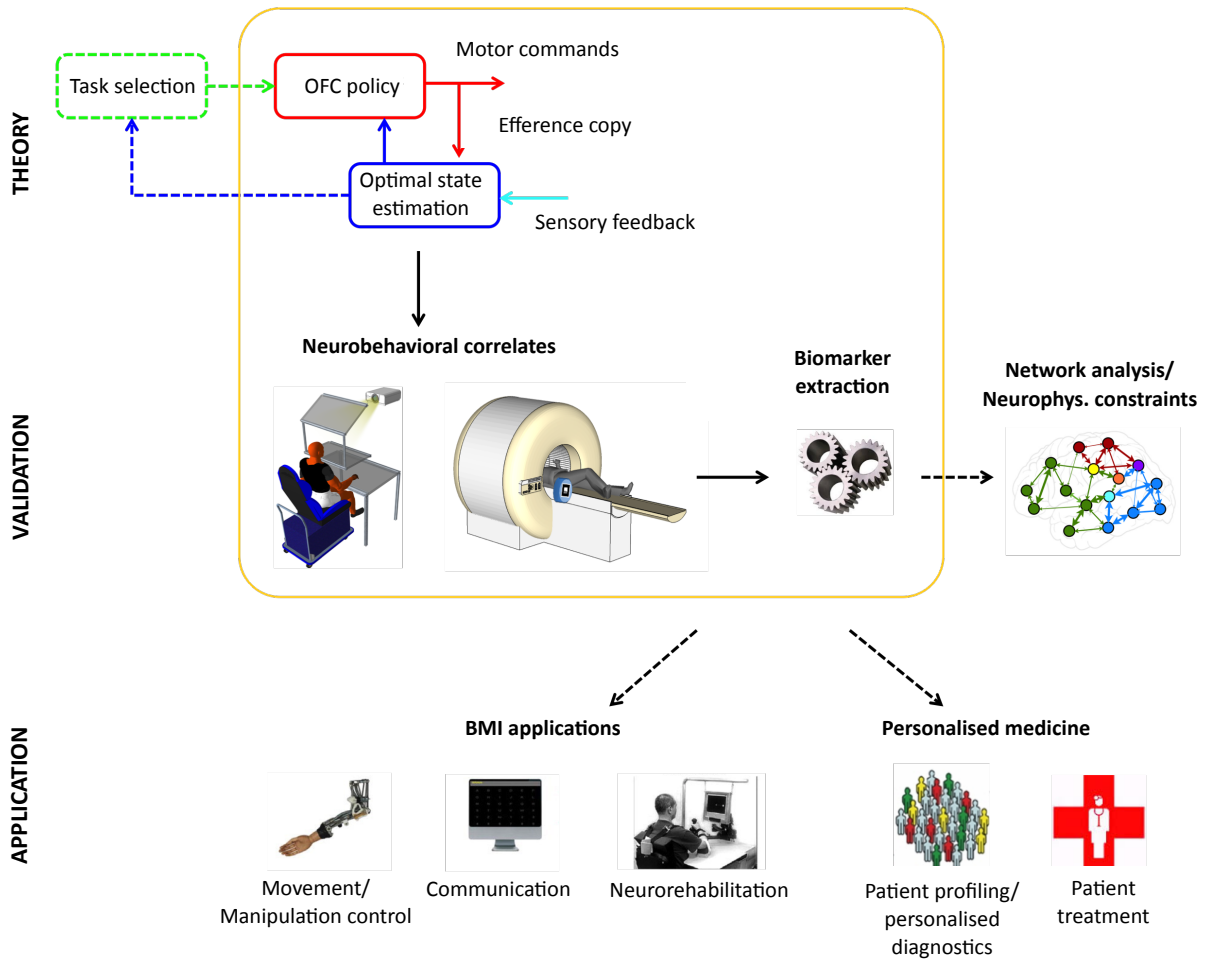 THEORY
Task selection
OFC policy
Motor commands
Efference copy
Optimal state
estimation
Sensory feedback
VALIDATION
Neurobehavioral correlates
Biomarker
extraction
Network analysis/
Neurophys. constraints
APPLICATION
BMI applications
Movement/
Manipulation control
Communication
Neurorehabilitation
Personalised medicine
Patient profiling/
personalised
diagnostics
Patient
treatment